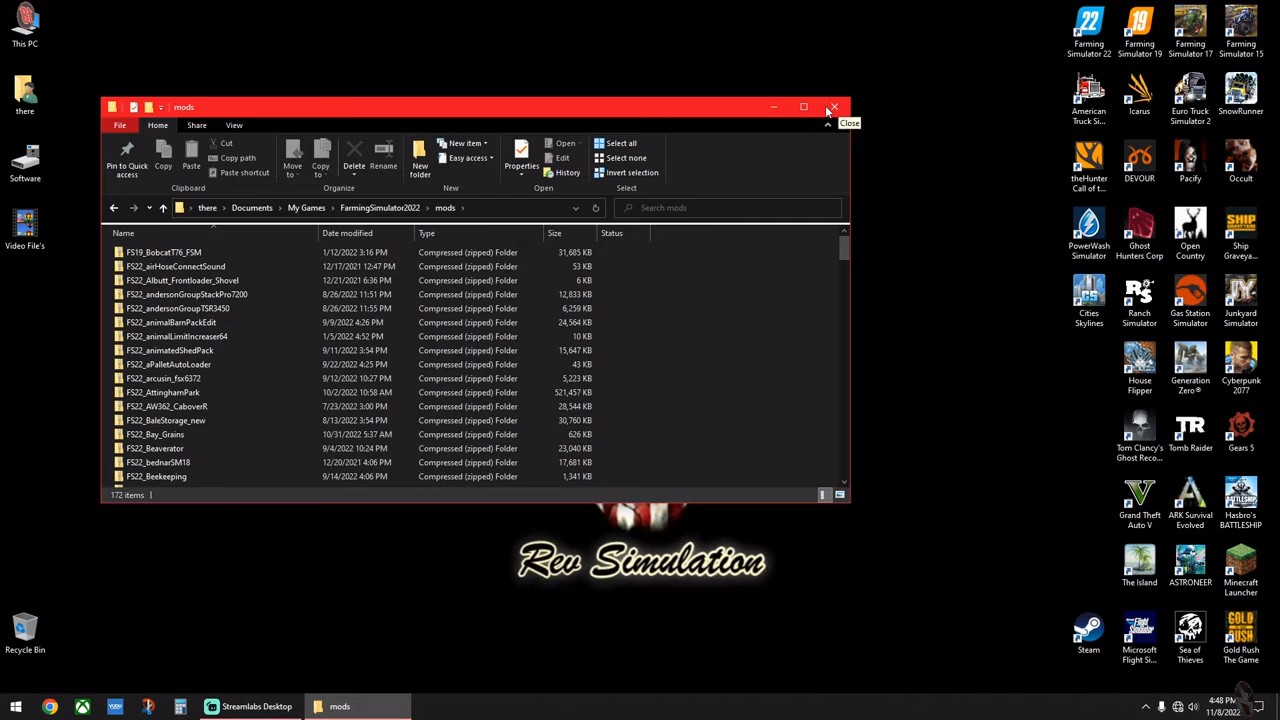 This PC
there
Software
Video File's
Recycle Bin
mods
Close
File Home Share View
Pin to Quick access
Copy
Paste
Cut
Copy path
Paste shortcut
Clipboard
Move to
Copy to
Delete
Rename
Organize
New folder
New item
Easy access
New
Properties
Open
Edit
History
Open
Select all
Select none
Invert selection
Select
there > Documents > My Games > FarmingSimulator2022 > mods >
Search mods
Name Date modified Type Size Status
FS19_BobcatT76_FSM 1/12/2022 3:16 PM Compressed (zipped) Folder 31,685 KB
FS22_airHoseConnectSound 12/17/2021 12:47 PM Compressed (zipped) Folder 53 KB
FS22_Albutt_Frontloader_Shovel 12/21/2021 6:36 PM Compressed (zipped) Folder 6 KB
FS22_andersonGroupStackPro7200 8/26/2022 11:51 PM Compressed (zipped) Folder 12,833 KB
FS22_andersonGroupTSR3450 8/26/2022 11:55 PM Compressed (zipped) Folder 6,259 KB
FS22_animalBarnPackEdit 9/9/2022 4:26 PM Compressed (zipped) Folder 24,564 KB
FS22_animalLimitIncreaser64 1/5/2022 4:52 PM Compressed (zipped) Folder 10 KB
FS22_animatedShedPack 9/11/2022 3:54 PM Compressed (zipped) Folder 15,647 KB
FS22_aPalletAutoLoader 9/22/2022 4:25 PM Compressed (zipped) Folder 43 KB
FS22_arcusin_fsx6372 9/12/2022 10:27 PM Compressed (zipped) Folder 5,223 KB
FS22_AttinghamPark 10/2/2022 10:58 AM Compressed (zipped) Folder 521,457 KB
FS22_AW362_CaboverR 7/23/2022 3:00 PM Compressed (zipped) Folder 28,544 KB
FS22_BaleStorage_new 8/13/2022 3:54 PM Compressed (zipped) Folder 30,760 KB
FS22_Bay_Grains 10/31/2022 5:37 AM Compressed (zipped) Folder 626 KB
FS22_Beaverator 9/4/2022 10:24 PM Compressed (zipped) Folder 23,040 KB
FS22_bednarSM18 12/20/2021 4:06 PM Compressed (zipped) Folder 17,681 KB
FS22_Beekeeping 9/14/2022 4:06 PM Compressed (zipped) Folder 1,341 KB
172 items
Rev Simulation
22 19
Farming Simulator 22
Farming Simulator 19
Farming Simulator 17
Farming Simulator 15
American Truck Si...
Icarus
Euro Truck Simulator 2
SnowRunner
theHunter Call of t...
DEVOUR
Pacify
Occult
SHIP
PowerWash Simulator
Ghost Hunters Corp
Open Country
Ship Graveya...
Cities Skylines
Ranch Simulator
Gas Station Simulator
Junkyard Simulator
House Flipper
Generation Zero®
Cyberpunk 2077
TR
Tom Clancy's Ghost Reco...
Tomb Raider
Gears 5
Grand Theft Auto V
ARK Survival Evolved
Hasbro's BATTLESHIP
The Island
ASTRONEER
Minecraft Launcher
GOLD RUSH
Steam
Microsoft Flight Si...
Sea of Thieves
Gold Rush The Game
VUDU
Streamlabs Desktop
mods
4:48 PM
11/8/2022